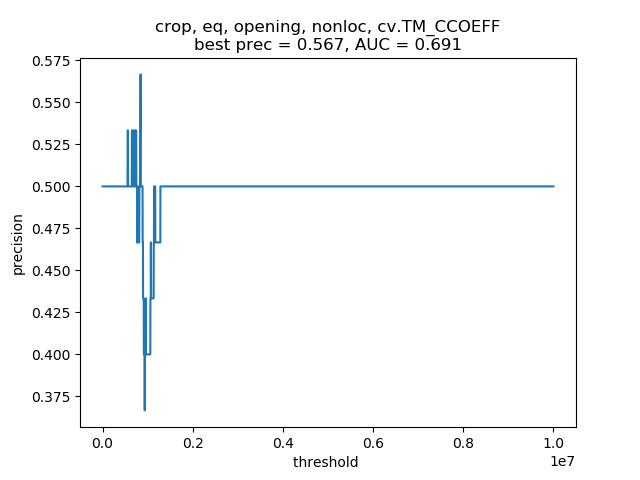 crop, eq, opening, nonloc, cv.TM_CCOEFF
best prec = 0.567, AUC = 0.691
0.575
0.550
0.525
0.500
0.475
0.450
0.425
0.400
0.375
precision
0.0 0.2 0.4 0.6 0.8 1.0
1e7
threshold